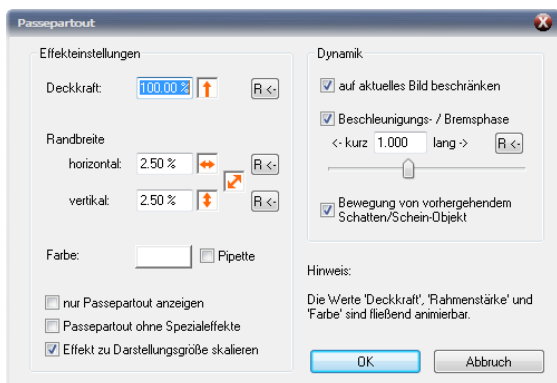 Passepartout
Effekteinstellungen
Deckkraft: 100.00 % R <-
Randbreite
horizontal: 2.50 % R <-
vertikal: 2.50 % R <-
Farbe: Pipette
nur Passepartout anzeigen
Passepartout ohne Spezialeffekte
Effekt zu Darstellungsgröße skalieren
Dynamik
auf aktuelles Bild beschränken
Beschleunigungs- / Bremsphase
<- kurz 1.000 lang -> R <-
Bewegung von vorhergehendem
Schatten/Schein-Objekt
Hinweis:
Die Werte 'Deckkraft', 'Rahmenstärke' und
'Farbe' sind fließend animierbar.
OK Abbruch